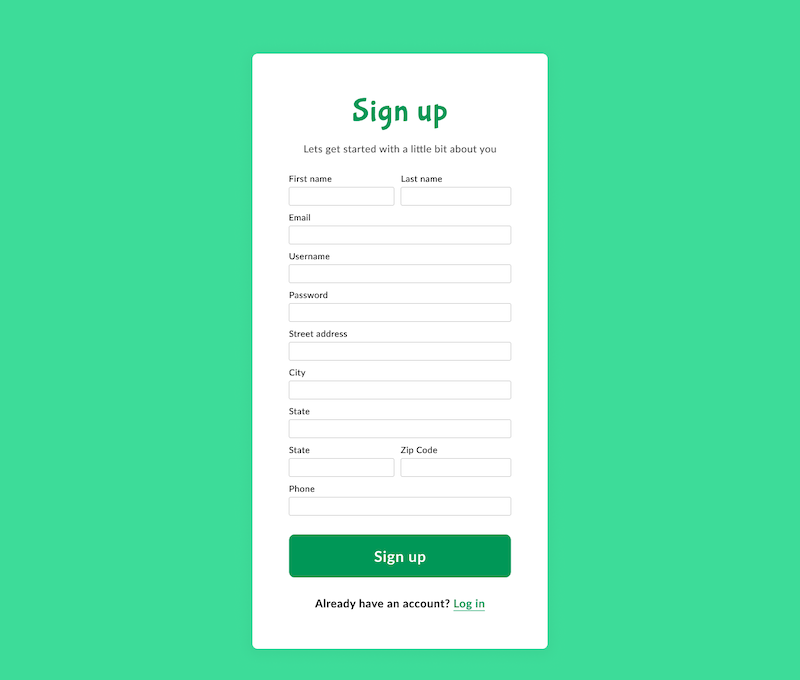 Sign up
Lets get started with a little bit about you
First name Last name
Email
Username
Password
Street address
City
State
State Zip Code
Phone
Sign up
Already have an account? Log in